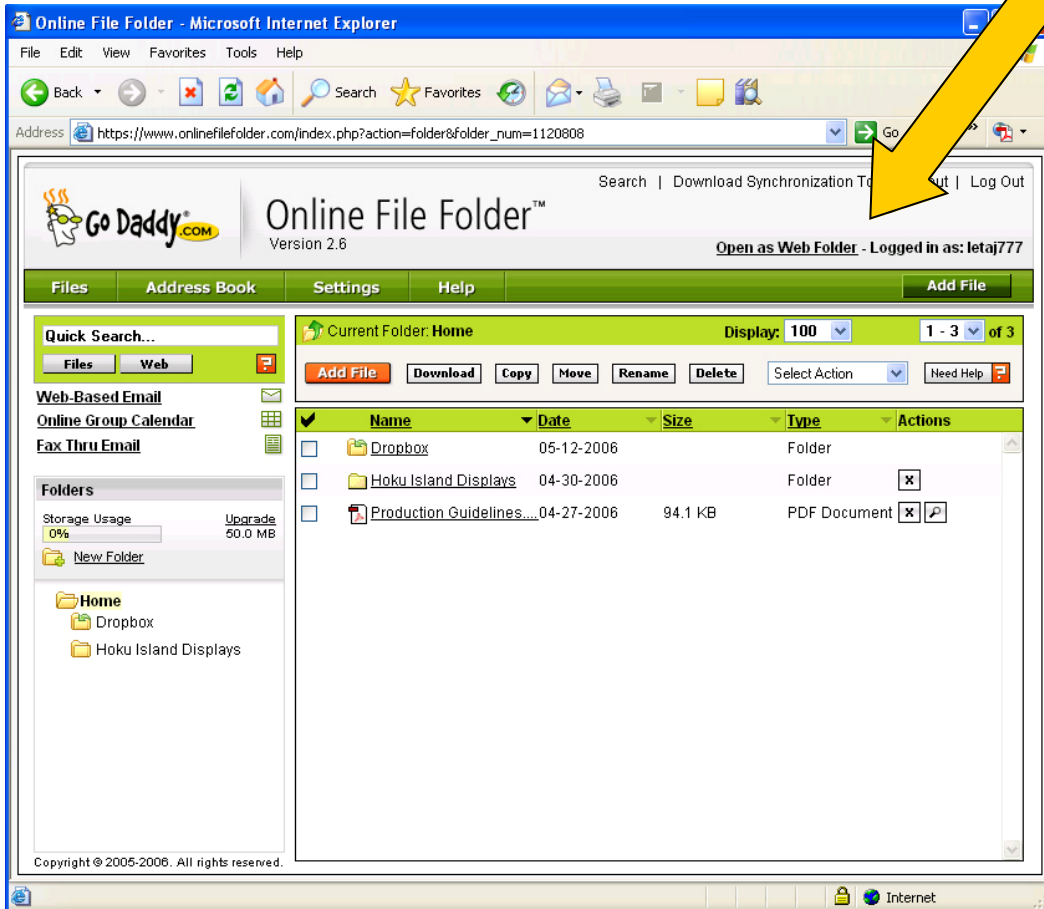 Online File Folder - Microsoft Internet Explorer
File Edit View Favorites Tools Help
Back Search Favorites
Address https://www.onlinefilefolder.com/index.php?action=folder&folder_num=1120808 Go »
Search | Download Synchronization | Log Out
Go Daddy.COM Online File Folder™
Version 2.6
Open as Web Folder - Logged in as: letaj777
Files Address Book Settings Help Add File
Quick Search...
Files Web ?
Web-Based Email
Online Group Calendar
Fax Thru Email
Folders
Storage Usage Upgrade
0% 50.0 MB
New Folder
Home
Dropbox
Hoku Island Displays
Copyright © 2005-2006. All rights reserved.
Current Folder: Home Display: 100 1 - 3 of 3
Add File Download Copy Move Rename Delete Select Action Need Help ?
Name Date Size Type Actions
Dropbox 05-12-2006 Folder
Hoku Island Displays 04-30-2006 Folder x
Production Guidelines.... 04-27-2006 94.1 KB PDF Document x
Internet